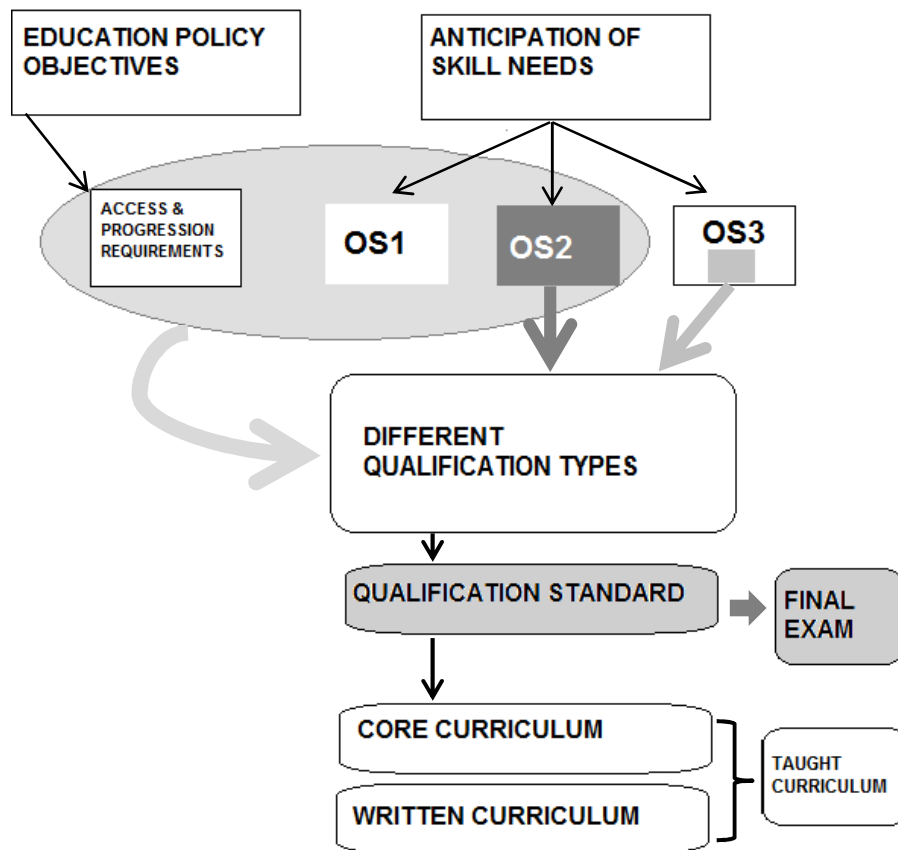 EDUCATION POLICY
OBJECTIVES
ANTICIPATION OF
SKILL NEEDS
ACCESS &
PROGRESSION
REQUIREMENTS
OS1
OS2
OS3
DIFFERENT
QUALIFICATION TYPES
QUALIFICATION STANDARD
FINAL
EXAM
CORE CURRICULUM
WRITTEN CURRICULUM
TAUGHT
CURRICULUM